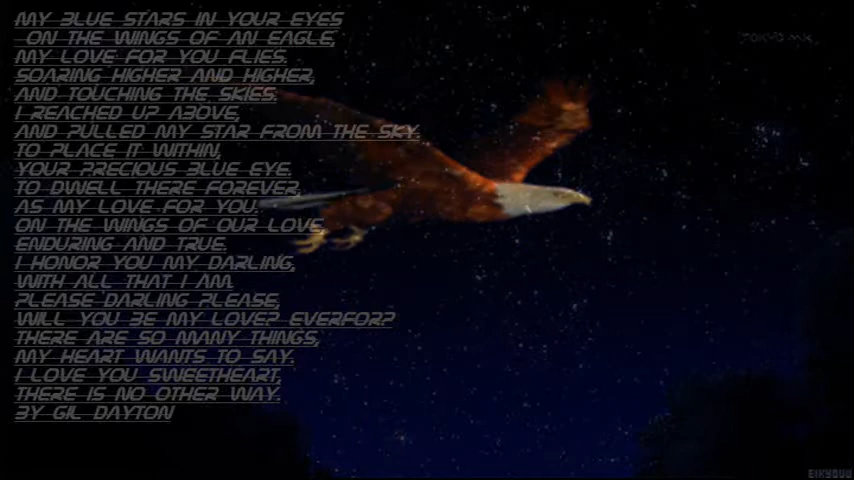 MY BLUE STARS IN YOUR EYES
ON THE WINGS OF AN EAGLE,
MY LOVE FOR YOU FLIES.
SOARING HIGHER AND HIGHER,
AND TOUCHING THE SKIES.
I REACHED UP ABOVE,
AND PULLED MY STAR FROM THE SKY.
TO PLACE IT WITHIN,
YOUR PRECIOUS BLUE EYE.
TO DWELL THERE FOREVER,
AS MY LOVE FOR YOU.
ON THE WINGS OF OUR LOVE,
ENDURING AND TRUE.
I HONOR YOU MY DARLING,
WITH ALL THAT I AM.
PLEASE DARLING PLEASE,
WILL YOU BE MY LOVE? EVERFOR?
THERE ARE SO MANY THINGS,
MY HEART WANTS TO SAY.
I LOVE YOU SWEETHEART,
THERE IS NO OTHER WAY.
BY GIL DAYTON
EIKYOUU